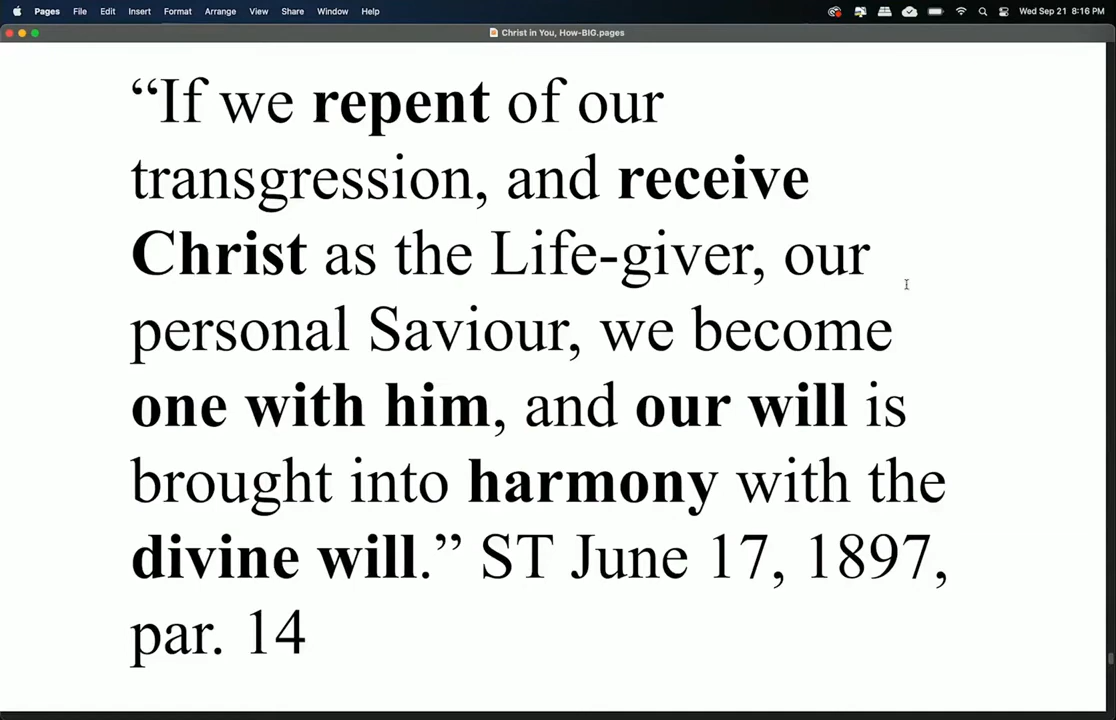 Pages File Edit Insert Format Arrange View Share Window Help Wed Sep 21 8:16 PM
Christ in You, How-BIG.pages
“If we repent of our
transgression, and receive
Christ as the Life-giver, our
personal Saviour, we become
one with him, and our will is
brought into harmony with the
divine will.” ST June 17, 1897,
par. 14